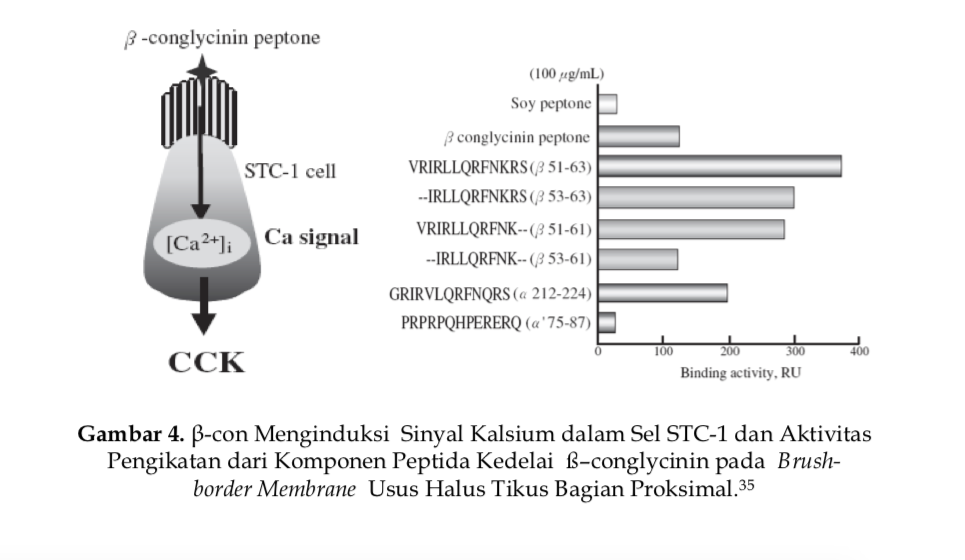 β-conglycinin peptone
STC-1 cell
[Ca²⁺]i
Ca signal
CCK
(100 μg/mL)
Soy peptone
β conglycinin peptone
VRIRLLQRFNKRS (β 51-63)
--IRLLQRFNKRS (β 53-63)
VRIRLLQRFNK-- (β 51-61)
--IRLLQRFNK-- (β 53-61)
GRIRVLQRFNQRS (α 212-224)
PRPRPQHPERERQ (α'75-87)
0 100 200 300 400
Binding activity, RU
Gambar 4. β-con Menginduksi Sinyal Kalsium dalam Sel STC-1 dan Aktivitas
Pengikatan dari Komponen Peptida Kedelai ß–conglycinin pada Brush-
border Membrane Usus Halus Tikus Bagian Proksimal.³⁵